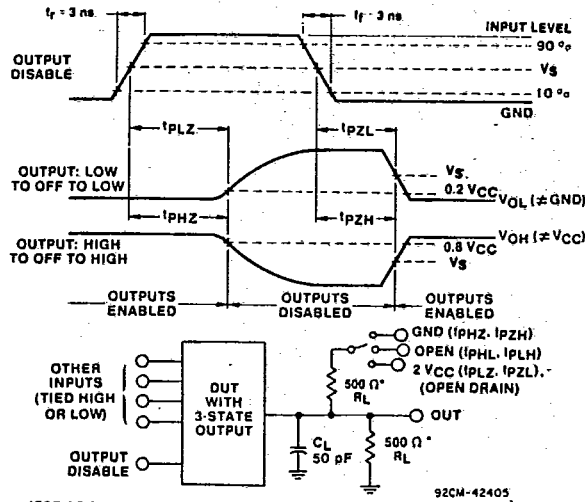 tr = 3 ns
tf = 3 ns
INPUT LEVEL
90 %
VS
10 %
GND
OUTPUT
DISABLE
tPLZ
tPZL
OUTPUT: LOW
TO OFF TO LOW
VS
0.2 VCC
VOL (≠GND)
tPHZ
tPZH
OUTPUT: HIGH
TO OFF TO
HIGH
VOH (≠VCC)
0.8 VCC
VS
OUTPUTS
ENABLED
OUTPUTS
DISABLED
OUTPUTS
ENABLED
OTHER
INPUTS
(TIED HIGH
OR LOW)
OUTPUT
DISABLE
DUT
WITH
3-STATE
OUTPUT
GND (tPHZ, tPZH)
OPEN (tPHL, tPLH)
2 VCC (tPLZ, tPZL),
(OPEN DRAIN)
500 Ω*
RL
OUT
CL
50 pF
500 Ω*
RL
92CM-42405